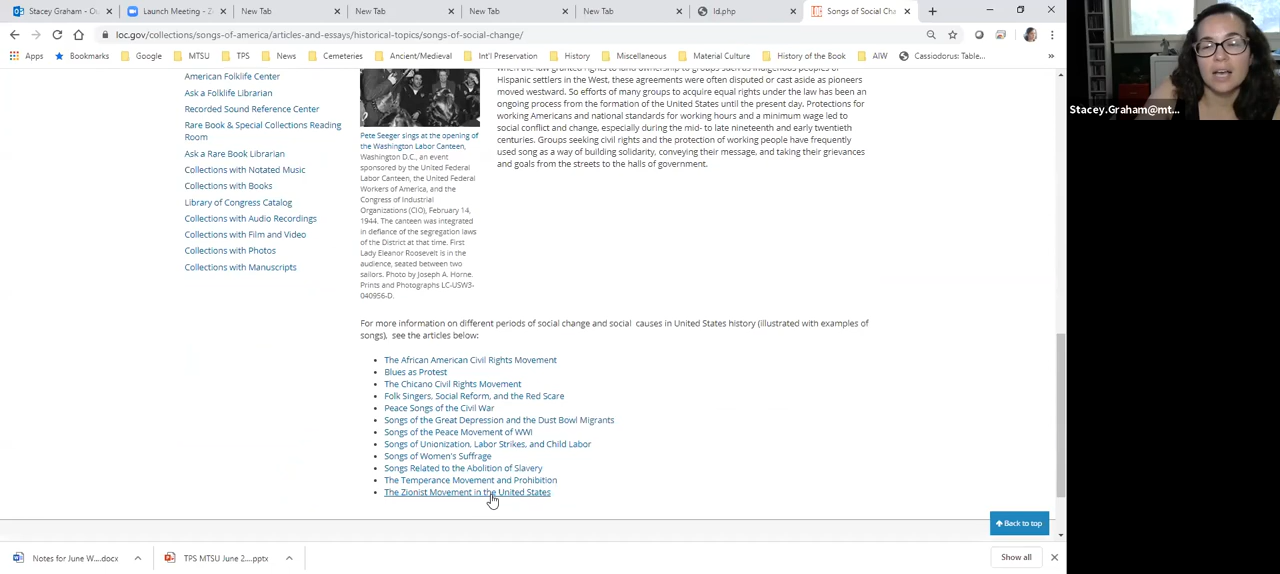 Stacey Graham - O
Launch Meeting - Z
New Tab
New Tab
New Tab
New Tab
ld.php
Songs of Social Ch
loc.gov/collections/songs-of-america/articles-and-essays/historical-topics/songs-of-social-change/
Apps
Bookmarks
Google
MTSU
TPS
News
Cemeteries
Ancient/Medieval
Int'l Preservation
History
Miscellaneous
Material Culture
History of the Book
AIW
Cassiodorus: Table...
American Folklife Center
Ask a Folklife Librarian
Recorded Sound Reference Center
Rare Book & Special Collections Reading
Room
Ask a Rare Book Librarian
Collections with Notated Music
Collections with Books
Library of Congress Catalog
Collections with Audio Recordings
Collections with Film and Video
Collections with Photos
Collections with Manuscripts
Pete Seeger sings at the opening of
the Washington Labor Canteen,
Washington D.C., an event
sponsored by the United Federal
Labor Canteen, the United Federal
Workers of America, and the
Congress of Industrial
Organizations (CIO), February 14,
1944. The canteen was integrated
in defiance of the segregation laws
of the District at that time. First
Lady Eleanor Roosevelt is in the
audience, seated between two
sailors. Photo by Joseph A. Horne.
Prints and Photographs LC-USW3-
040956-D.
Hispanic settlers in the West, these agreements were often disputed or cast aside as pioneers
moved westward. So efforts of many groups to acquire equal rights under the law has been an
ongoing process from the formation of the United States until the present day. Protections for
working Americans and national standards for working hours and a minimum wage led to
social conflict and change, especially during the mid- to late nineteenth and early twentieth
centuries. Groups seeking civil rights and the protection of working people have frequently
used song as a way of building solidarity, conveying their message, and taking their grievances
and goals from the streets to the halls of government.
For more information on different periods of social change and social causes in United States history (illustrated with examples of
songs), see the articles below:
The African American Civil Rights Movement
Blues as Protest
The Chicano Civil Rights Movement
Folk Singers, Social Reform, and the Red Scare
Peace Songs of the Civil War
Songs of the Great Depression and the Dust Bowl Migrants
Songs of the Peace Movement of WWI
Songs of Unionization, Labor Strikes, and Child Labor
Songs of Women's Suffrage
Songs Related to the Abolition of Slavery
The Temperance Movement and Prohibition
The Zionist Movement in the United States
Back to top
Notes for June W....docx
TPS MTSU June 2....pptx
Show all
Stacey.Graham@mt...